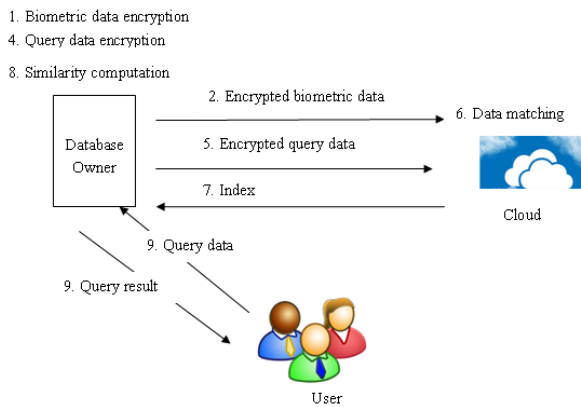 1. Biometric data encryption
4. Query data encryption
8. Similarity computation
2. Encrypted biometric data
6. Data matching
Database
Owner
5. Encrypted query data
7. Index
Cloud
9. Query data
9. Query result
User